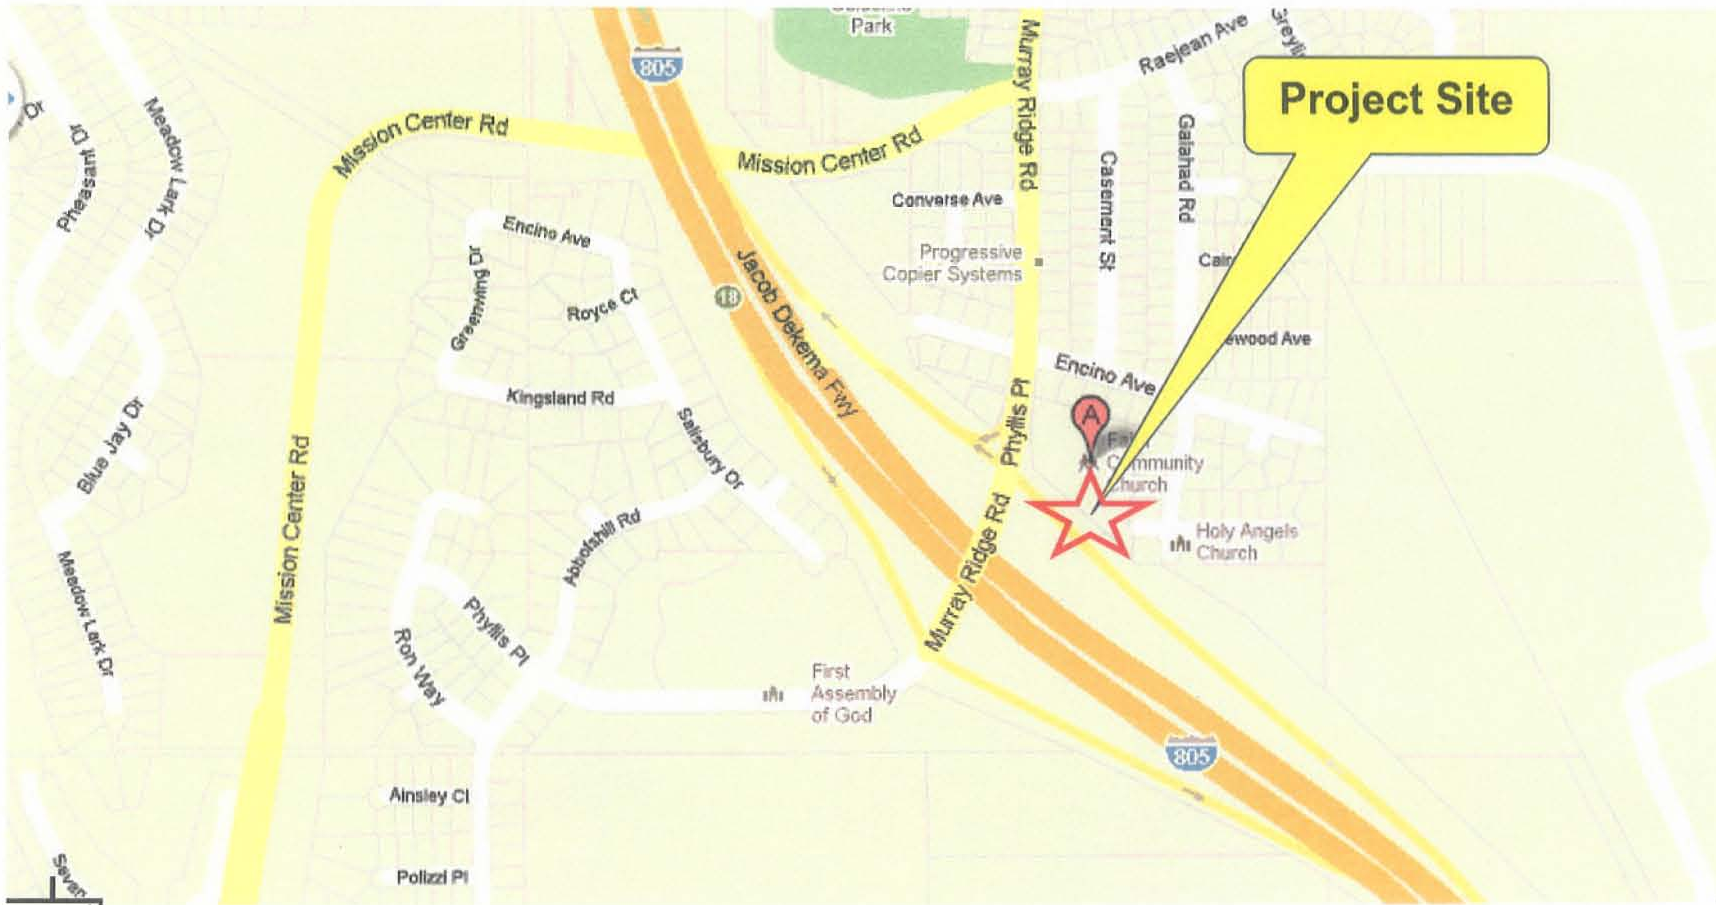 Park
Murray Ridge Rd
Raejean Ave
805
Project Site
Dr
Pheasant Dr
Meadow Lark Dr
Mission Center Rd
Mission Center Rd
Galahad Rd
Casement St
Converse Ave
Encino Ave
Greenwing Dr
Royce Ct
Progressive
Copier Systems
Jacob Dekema Fwy
18
Encino Ave
Phyllis Pl
Kingsland Rd
Salisbury Dr
Blue Jay Dr
A
Community
Church
Mission Center Rd
Abbotshill Rd
Murray Ridge Rd
Holy Angels
Church
Meadow Lark Dr
Phyllis Pl
Ron Way
First
Assembly
of God
805
Ainsley Ct
Polizzi Pl